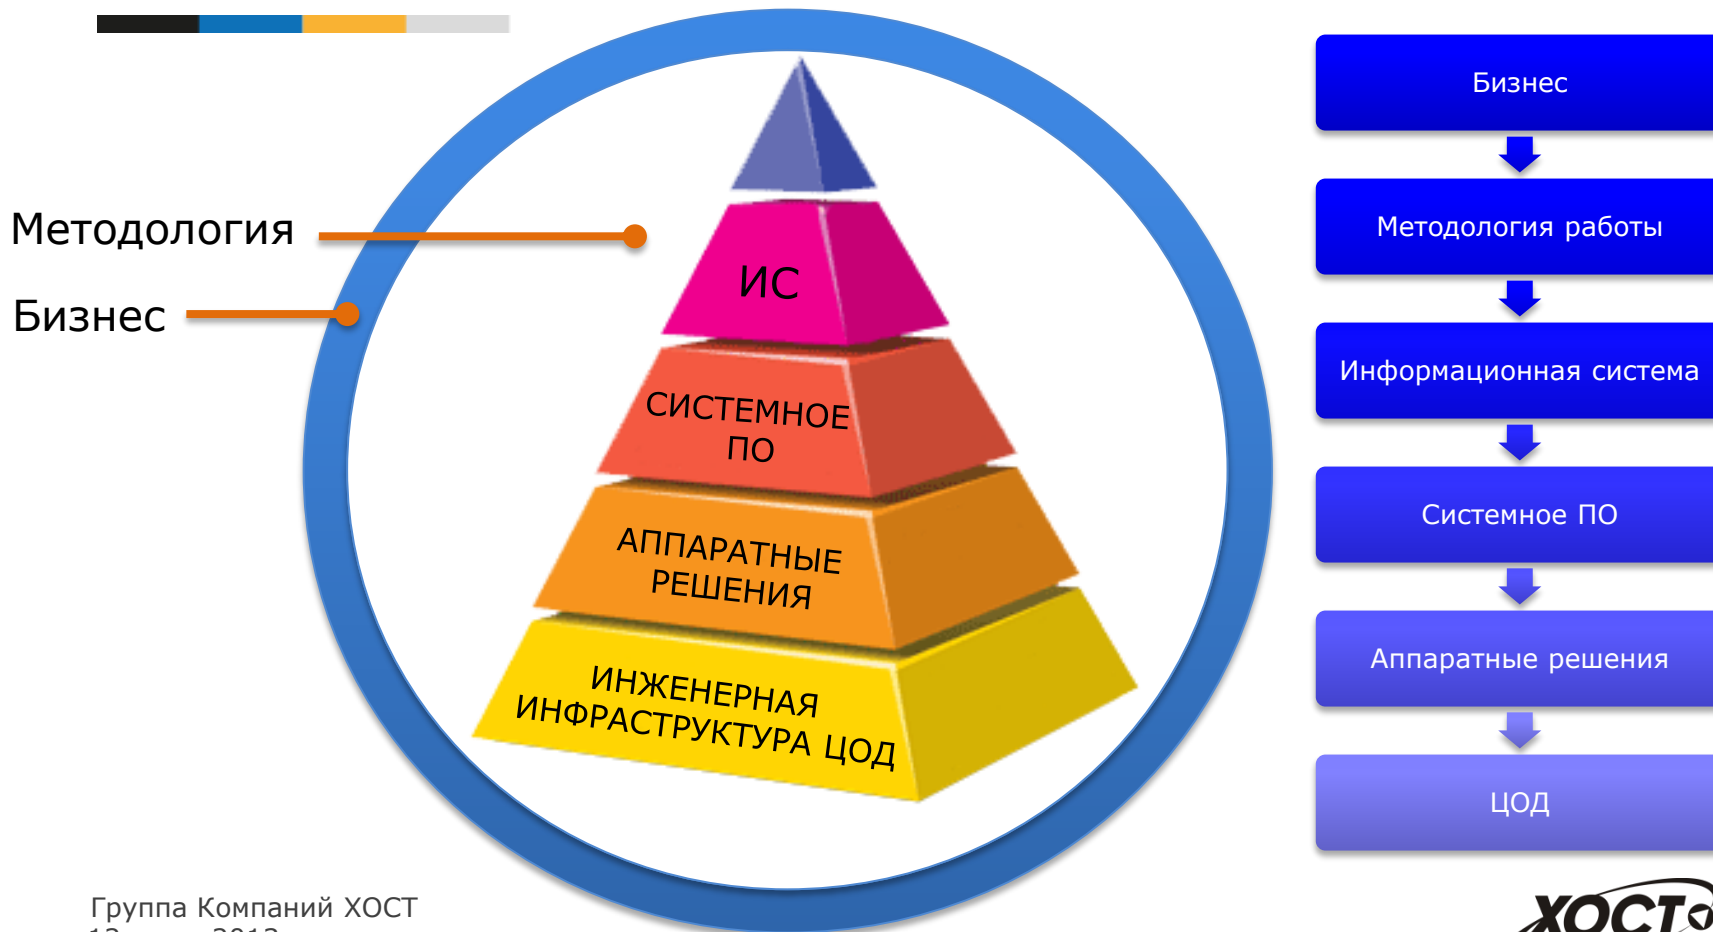 Методология
Бизнес
ИС
СИСТЕМНОЕ
ПО
АППАРАТНЫЕ
РЕШЕНИЯ
ИНЖЕНЕРНАЯ
ИНФРАСТРУКТУРА ЦОД
Бизнес
Методология работы
Информационная система
Системное ПО
Аппаратные решения
ЦОД
Группа Компаний ХОСТ
ХОСТ